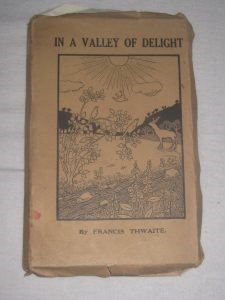 IN A VALLEY OF DELIGHT
By FRANCIS THWAITE.